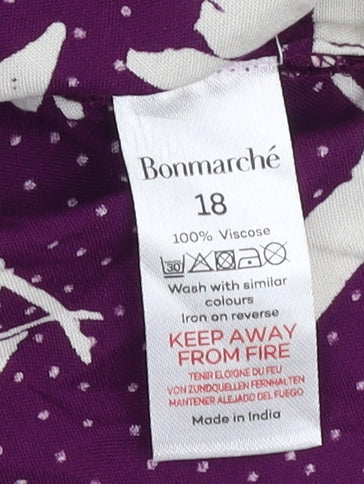 Bonmarché
18
100% Viscose
30
Wash with similar
colours
Iron on reverse
KEEP AWAY
FROM FIRE
TENIR ELOIGNE DU FEU
VON ZUNDQUELLEN FERNHALTEN
MANTENER ALEJADO DEL FUEGO
Made in India